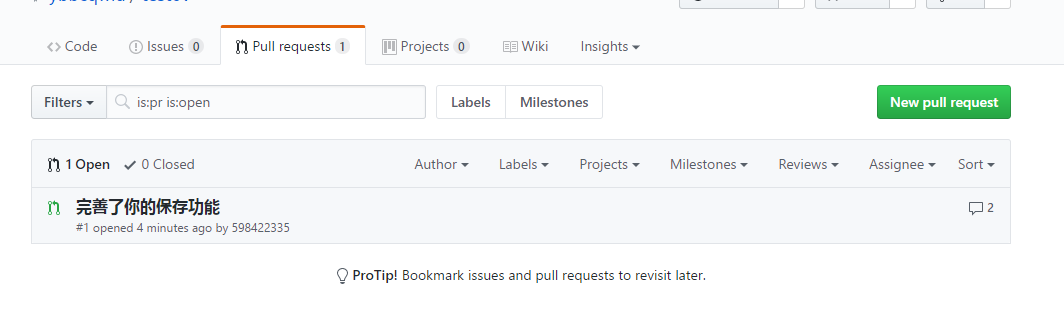 Code Issues 0 Pull requests 1 Projects 0 Wiki Insights
Filters is:pr is:open Labels Milestones New pull request
1 Open 0 Closed Author Labels Projects Milestones Reviews Assignee Sort
完善了你的保存功能 2
#1 opened 4 minutes ago by 598422335
ProTip! Bookmark issues and pull requests to revisit later.